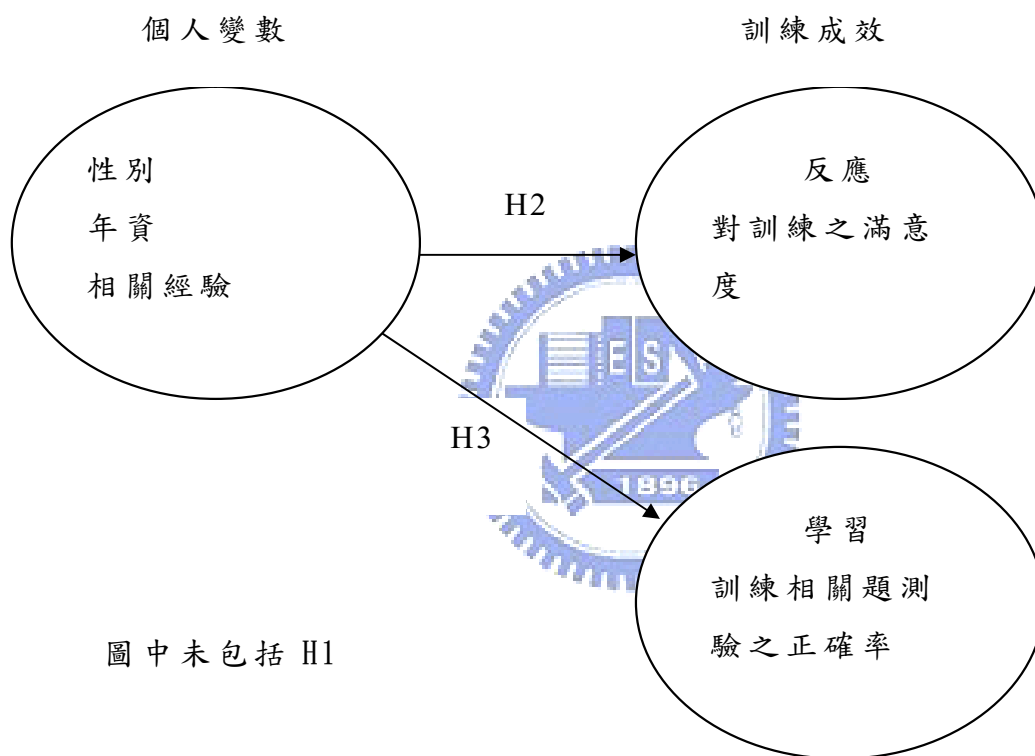 個人變數
訓練成效
性別
年資
相關經驗
H2
反應
對訓練之滿意
度
H3
E S
1896
學習
訓練相關題測
驗之正確率
圖中未包括 H1